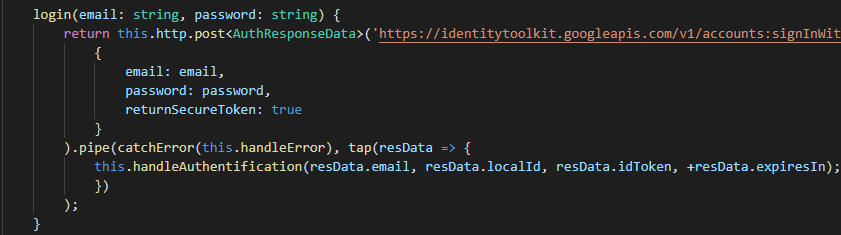 login(email: string, password: string) {
return this.http.post<AuthResponseData>('https://identitytoolkit.googleapis.com/v1/accounts:signInWit
{
email: email,
password: password,
returnSecureToken: true
}
).pipe(catchError(this.handleError), tap(resData => {
this.handleAuthentification(resData.email, resData.localId, resData.idToken, +resData.expiresIn);
})
);
}